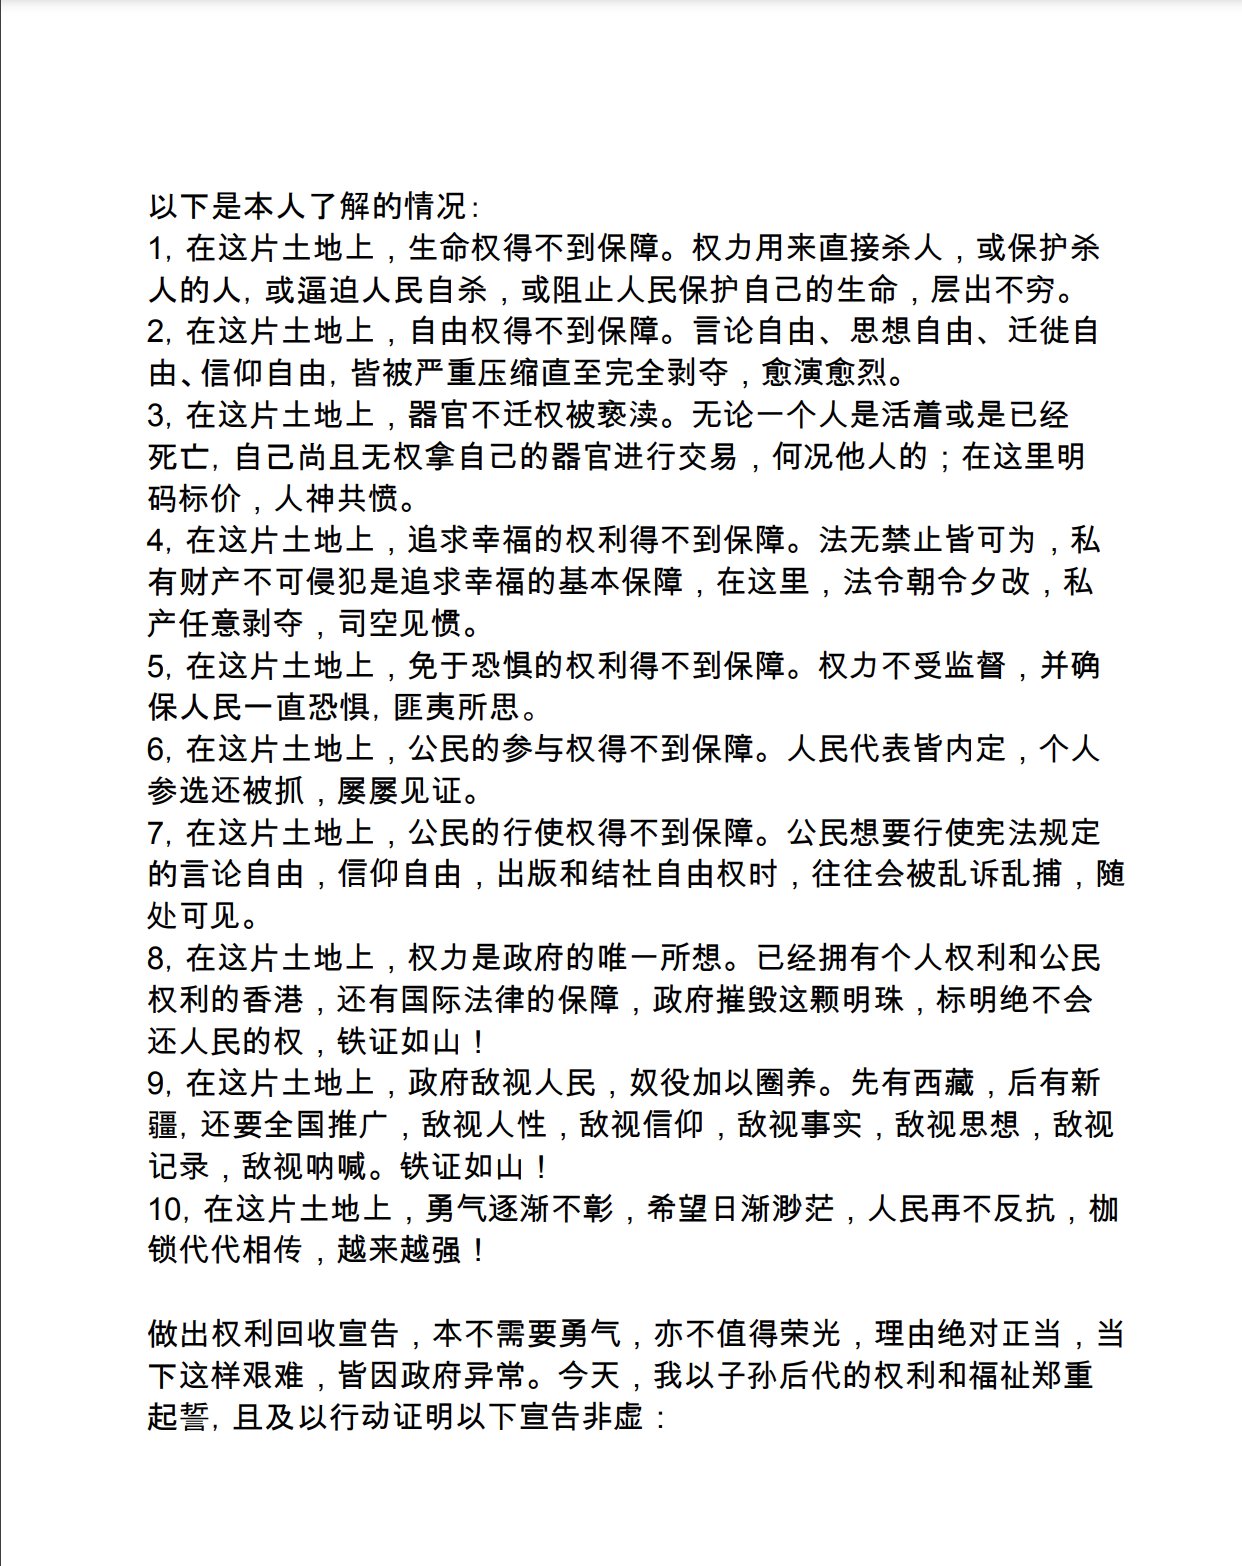 以下是本人了解的情况:
1, 在这片土地上，生命权得不到保障。权力用来直接杀人，或保护杀
人的人, 或逼迫人民自杀，或阻止人民保护自己的生命，层出不穷。
2, 在这片土地上，自由权得不到保障。言论自由、思想自由、迁徙自
由、信仰自由, 皆被严重压缩直至完全剥夺，愈演愈烈。
3, 在这片土地上，器官不迁权被亵渎。无论一个人是活着或是已经
死亡, 自己尚且无权拿自己的器官进行交易，何况他人的；在这里明
码标价，人神共愤。
4, 在这片土地上，追求幸福的权利得不到保障。法无禁止皆可为，私
有财产不可侵犯是追求幸福的基本保障，在这里，法令朝令夕改，私
产任意剥夺，司空见惯。
5, 在这片土地上，免于恐惧的权利得不到保障。权力不受监督，并确
保人民一直恐惧, 匪夷所思。
6, 在这片土地上，公民的参与权得不到保障。人民代表皆内定，个人
参选还被抓，屡屡见证。
7, 在这片土地上，公民的行使权得不到保障。公民想要行使宪法规定
的言论自由，信仰自由，出版和结社自由权时，往往会被乱诉乱捕，随
处可见。
8, 在这片土地上，权力是政府的唯一所想。已经拥有个人权利和公民
权利的香港，还有国际法律的保障，政府摧毁这颗明珠，标明绝不会
还人民的权，铁证如山！
9, 在这片土地上，政府敌视人民，奴役加以圈养。先有西藏，后有新
疆, 还要全国推广，敌视人性，敌视信仰，敌视事实，敌视思想，敌视
记录，敌视呐喊。铁证如山！
10, 在这片土地上，勇气逐渐不彰，希望日渐渺茫，人民再不反抗，枷
锁代代相传，越来越强！
做出权利回收宣告，本不需要勇气，亦不值得荣光，理由绝对正当，当
下这样艰难，皆因政府异常。今天，我以子孙后代的权利和福祉郑重
起誓, 且及以行动证明以下宣告非虚：